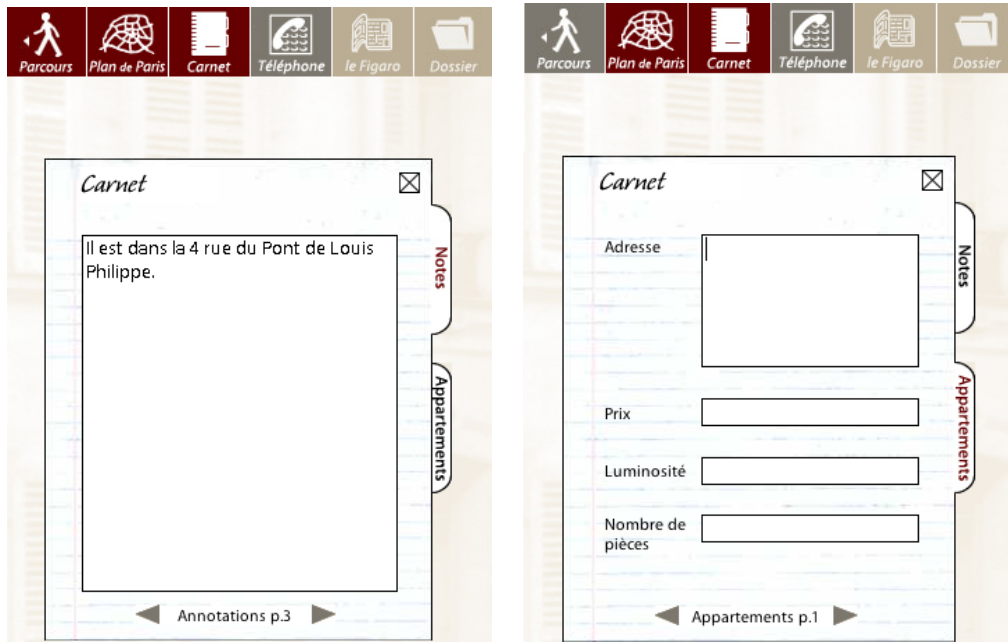 Parcours Plan de Paris Carnet Téléphone le Figaro Dossier
Carnet
Il est dans la 4 rue du Pont de Louis
Philippe.
Notes
Appartements
Annotations p.3
Parcours Plan de Paris Carnet Téléphone le Figaro Dossier
Carnet
Adresse
Prix
Luminosité
Nombre de
pièces
Notes
Appartements
Appartements p.1